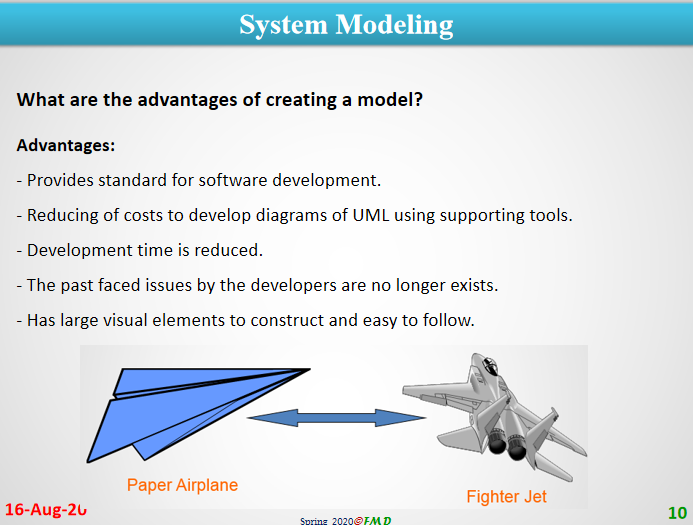 System Modeling
What are the advantages of creating a model?
Advantages:
- Provides standard for software development.
- Reducing of costs to develop diagrams of UML using supporting tools.
- Development time is reduced.
- The past faced issues by the developers are no longer exists.
- Has large visual elements to construct and easy to follow.
Paper Airplane
Fighter Jet
16-Aug-20
Spring 2020©FMD
10